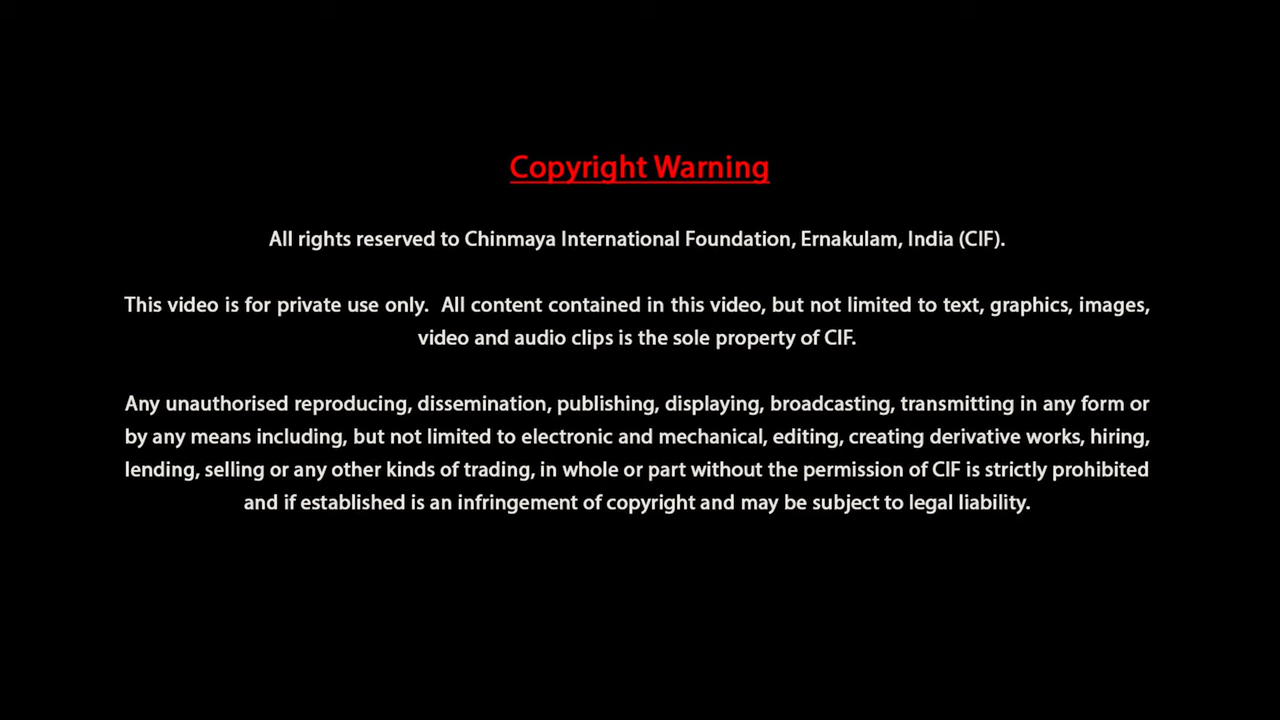 Copyright Warning
All rights reserved to Chinmaya International Foundation, Ernakulam, India (CIF).
This video is for private use only.  All content contained in this video, but not limited to text, graphics, images,
video and audio clips is the sole property of CIF.
Any unauthorised reproducing, dissemination, publishing, displaying, broadcasting, transmitting in any form or
by any means including, but not limited to electronic and mechanical, editing, creating derivative works, hiring,
lending, selling or any other kinds of trading, in whole or part without the permission of CIF is strictly prohibited
and if established is an infringement of copyright and may be subject to legal liability.